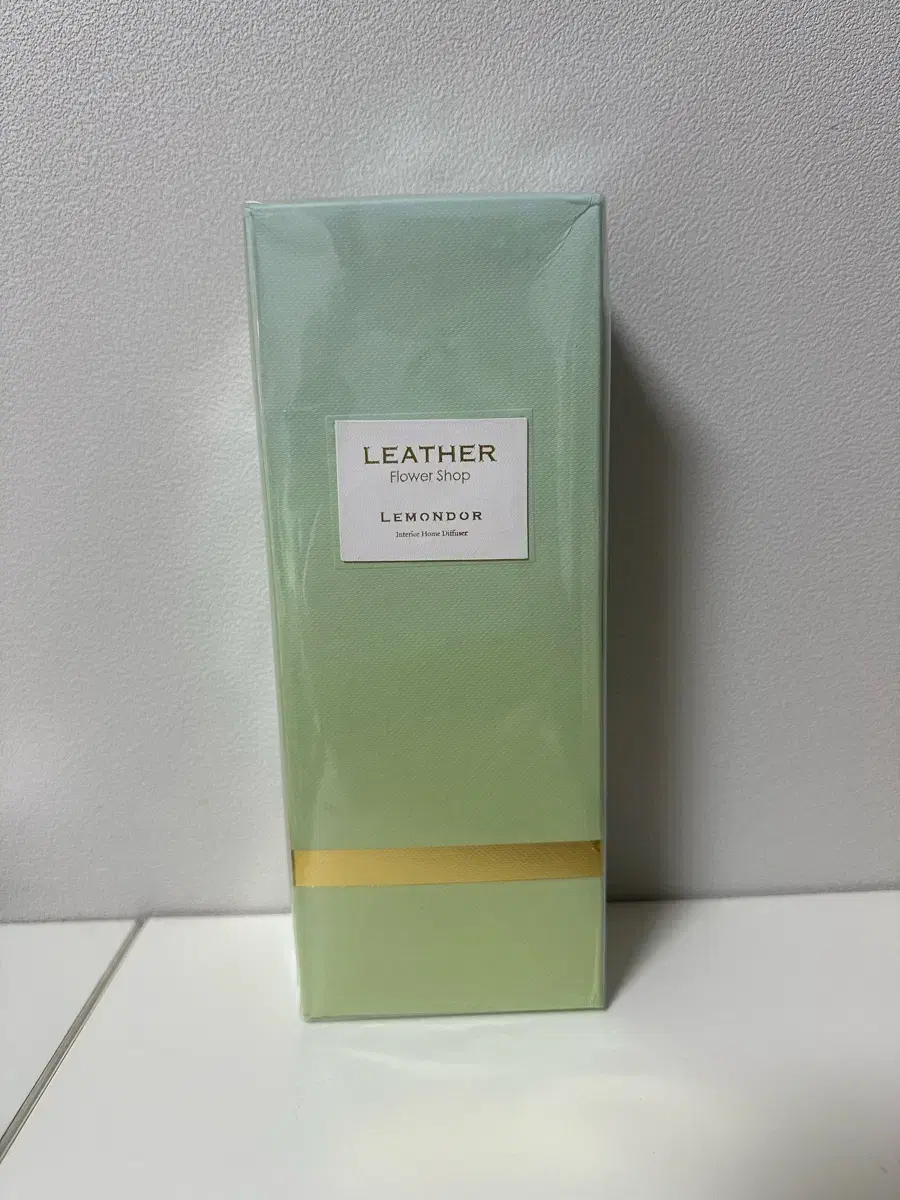 LEATHER
Flower Shop
LEMONDOR
Interior Home Diffuser